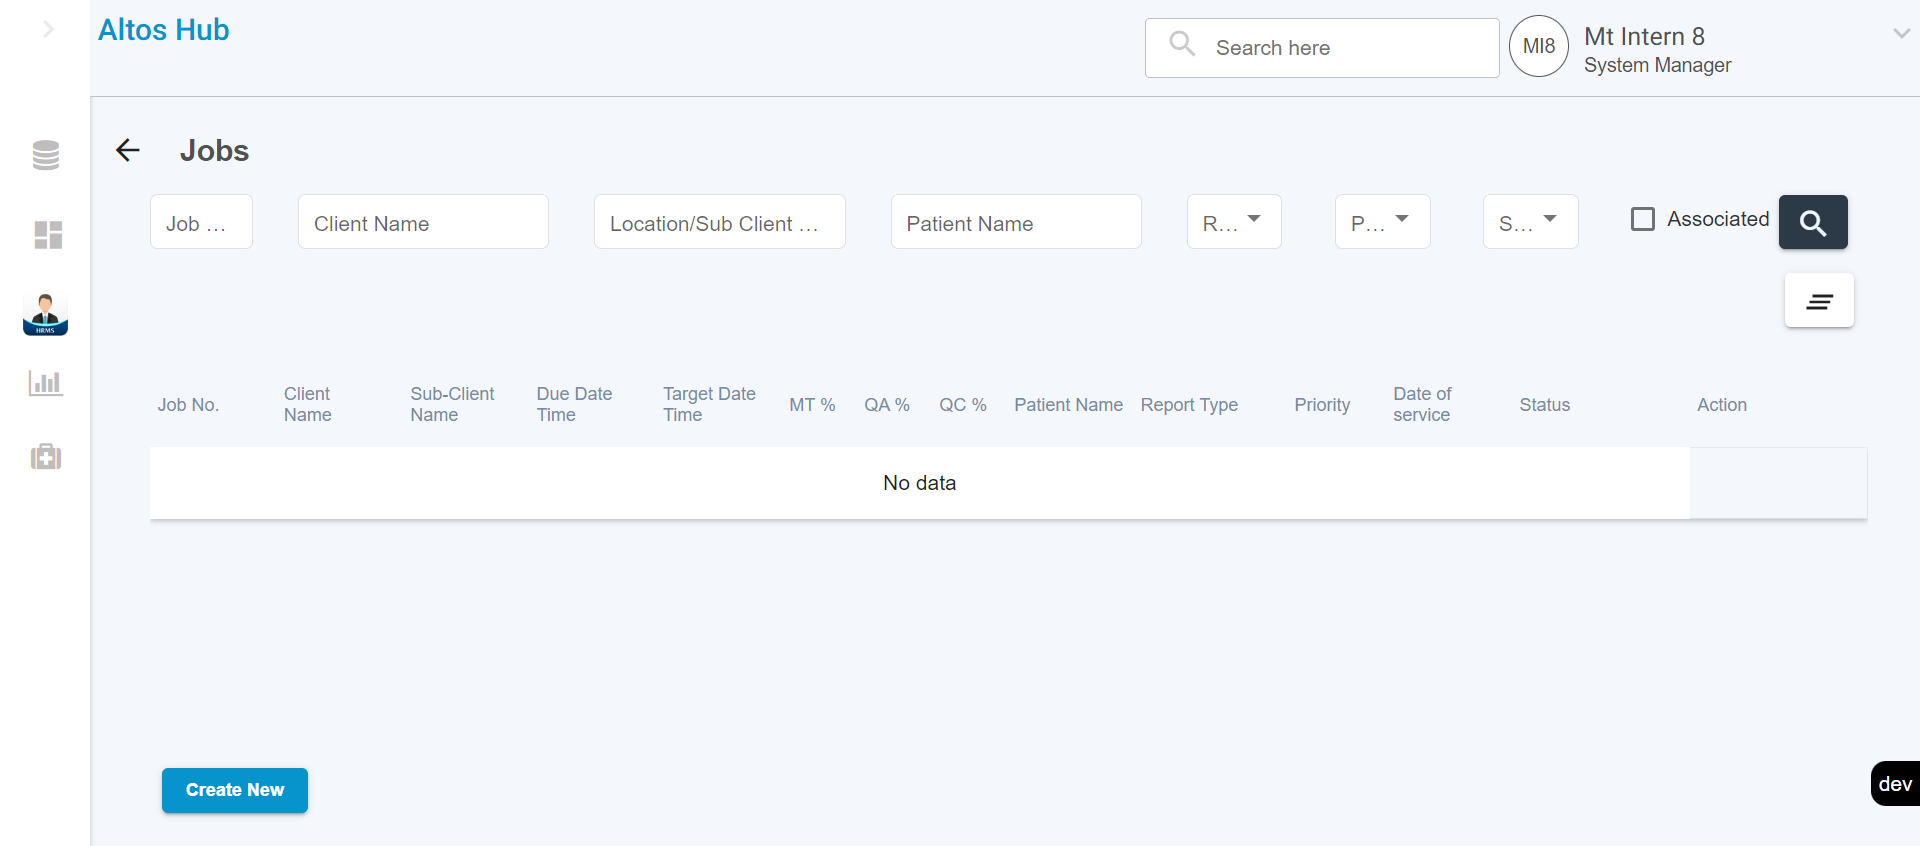 Altos Hub
Search here
MI8
Mt Intern 8
System Manager
Jobs
Job ...
Client Name
Location/Sub Client ...
Patient Name
R...
P...
S...
Associated
HRMS
Job No.
Client
Name
Sub-Client
Name
Due Date
Time
Target Date
Time
MT %
QA %
QC %
Patient Name
Report Type
Priority
Date of
service
Status
Action
No data
Create New
dev